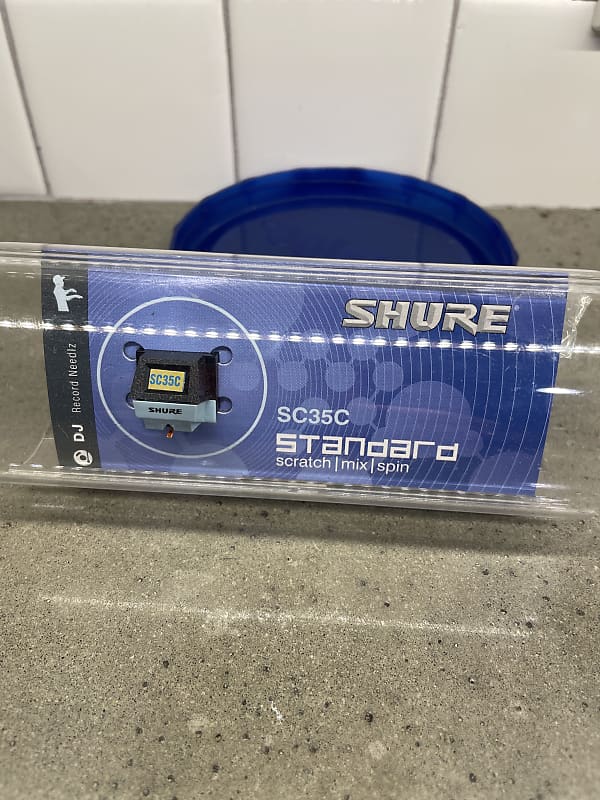 DJ Record Needlz
SC35C
SHURE
SHURE
SC35C
Standard
scratch | mix | spin